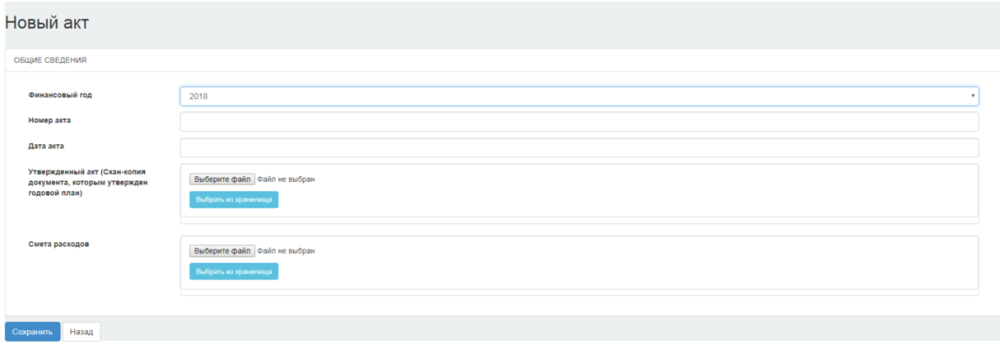 Новый акт
ОБЩИЕ СВЕДЕНИЯ
Финансовый год
2018
Номер акта
Дата акта
Утвержденный акт (Скан-копия
документа, которым утвержден
годовой план)
Выберите файл Файл не выбран
Выбрать из хранилища
Смета расходов
Выберите файл Файл не выбран
Выбрать из хранилища
Сохранить Назад